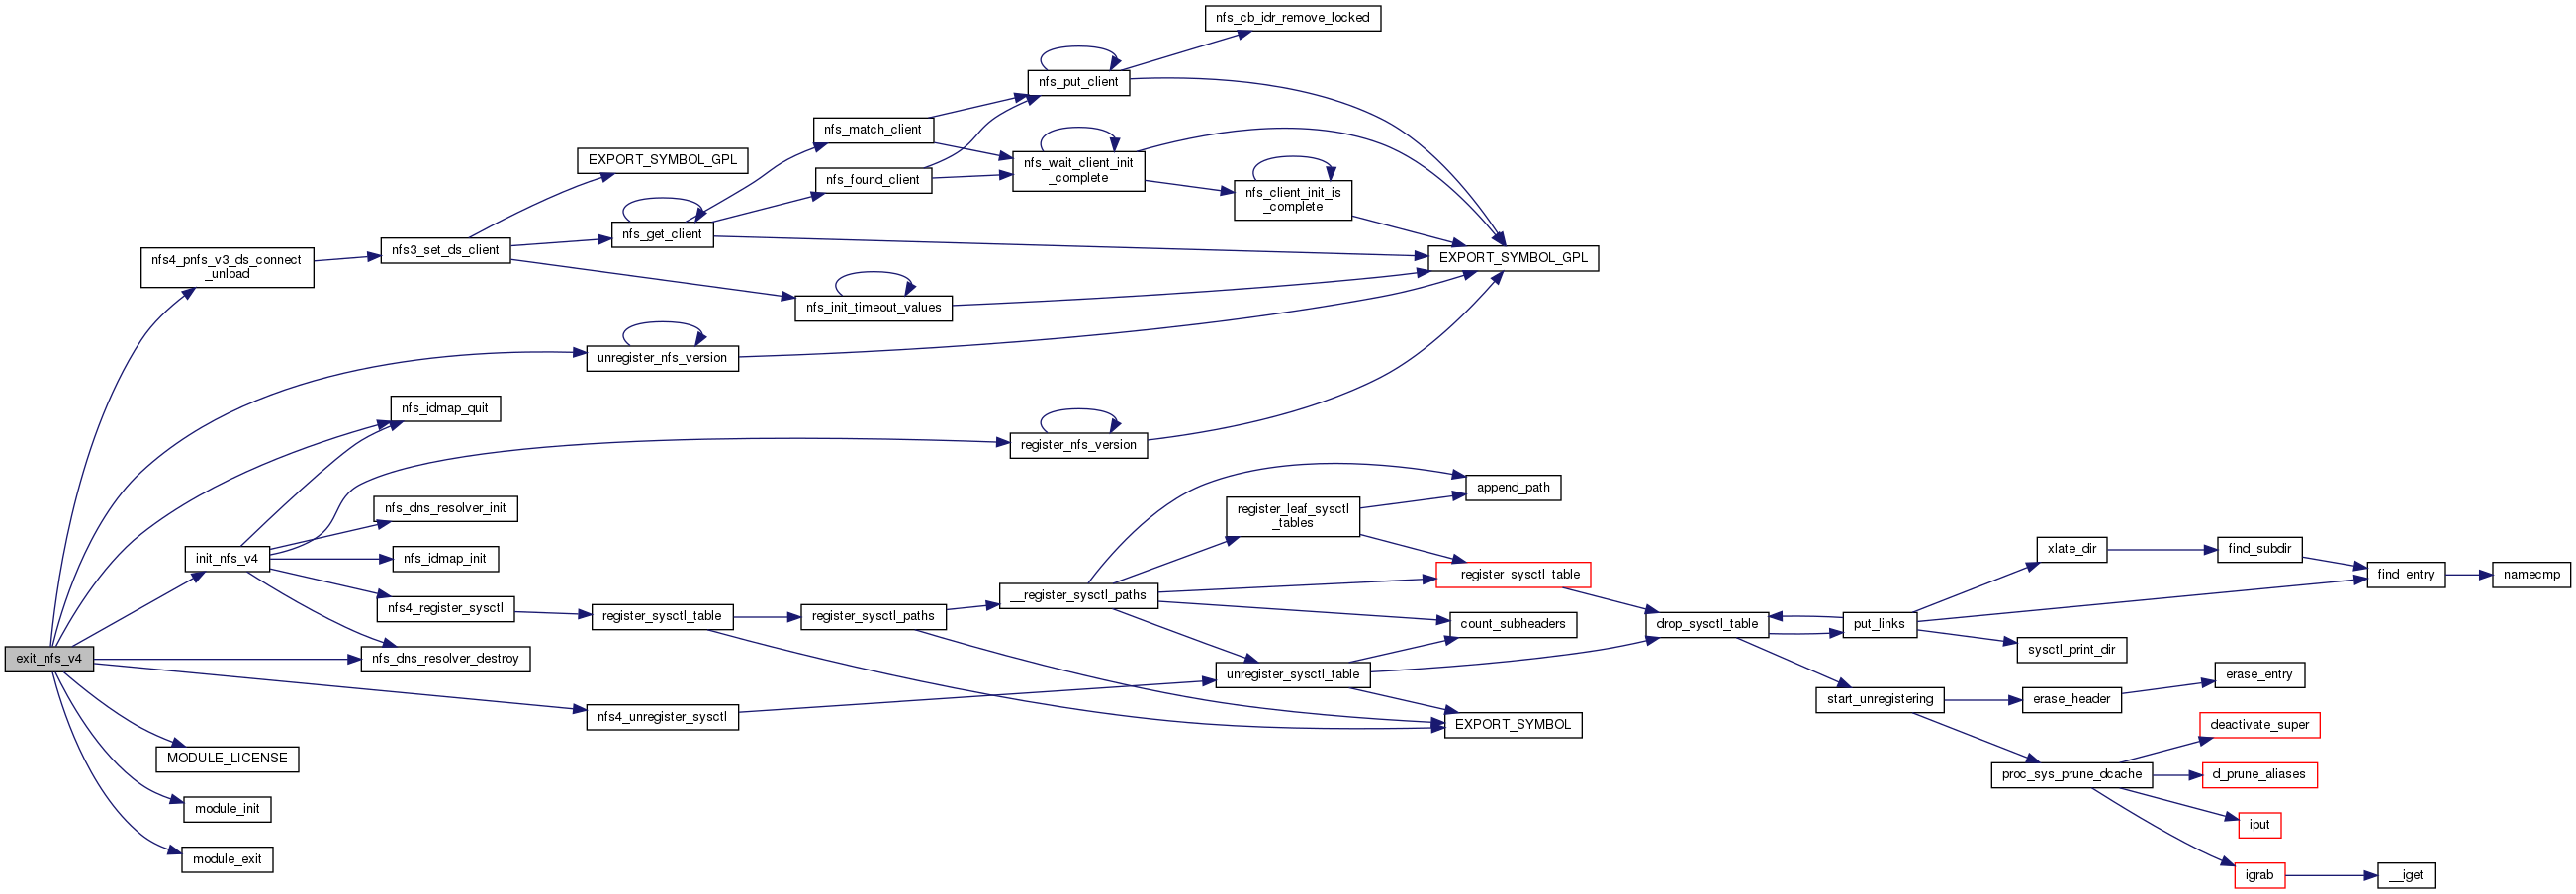 nfs_cb_idr_remove_locked
nfs_put_client
nfs_match_client
EXPORT_SYMBOL_GPL
nfs_wait_client_init
_complete
nfs_found_client
nfs_client_init_is
_complete
nfs_get_client
nfs3_set_ds_client
nfs4_pnfs_v3_ds_connect
_unload
EXPORT_SYMBOL_GPL
nfs_init_timeout_values
unregister_nfs_version
nfs_idmap_quit
register_nfs_version
append_path
nfs_dns_resolver_init
register_leaf_sysctl
_tables
init_nfs_v4
nfs_idmap_init
xlate_dir
find_subdir
__register_sysctl_table
find_entry
namecmp
__register_sysctl_paths
nfs4_register_sysctl
register_sysctl_table
register_sysctl_paths
count_subheaders
drop_sysctl_table
put_links
sysctl_print_dir
exit_nfs_v4
nfs_dns_resolver_destroy
unregister_sysctl_table
erase_entry
start_unregistering
erase_header
nfs4_unregister_sysctl
EXPORT_SYMBOL
deactivate_super
MODULE_LICENSE
proc_sys_prune_dcache
d_prune_aliases
module_init
iput
module_exit
igrab
__iget